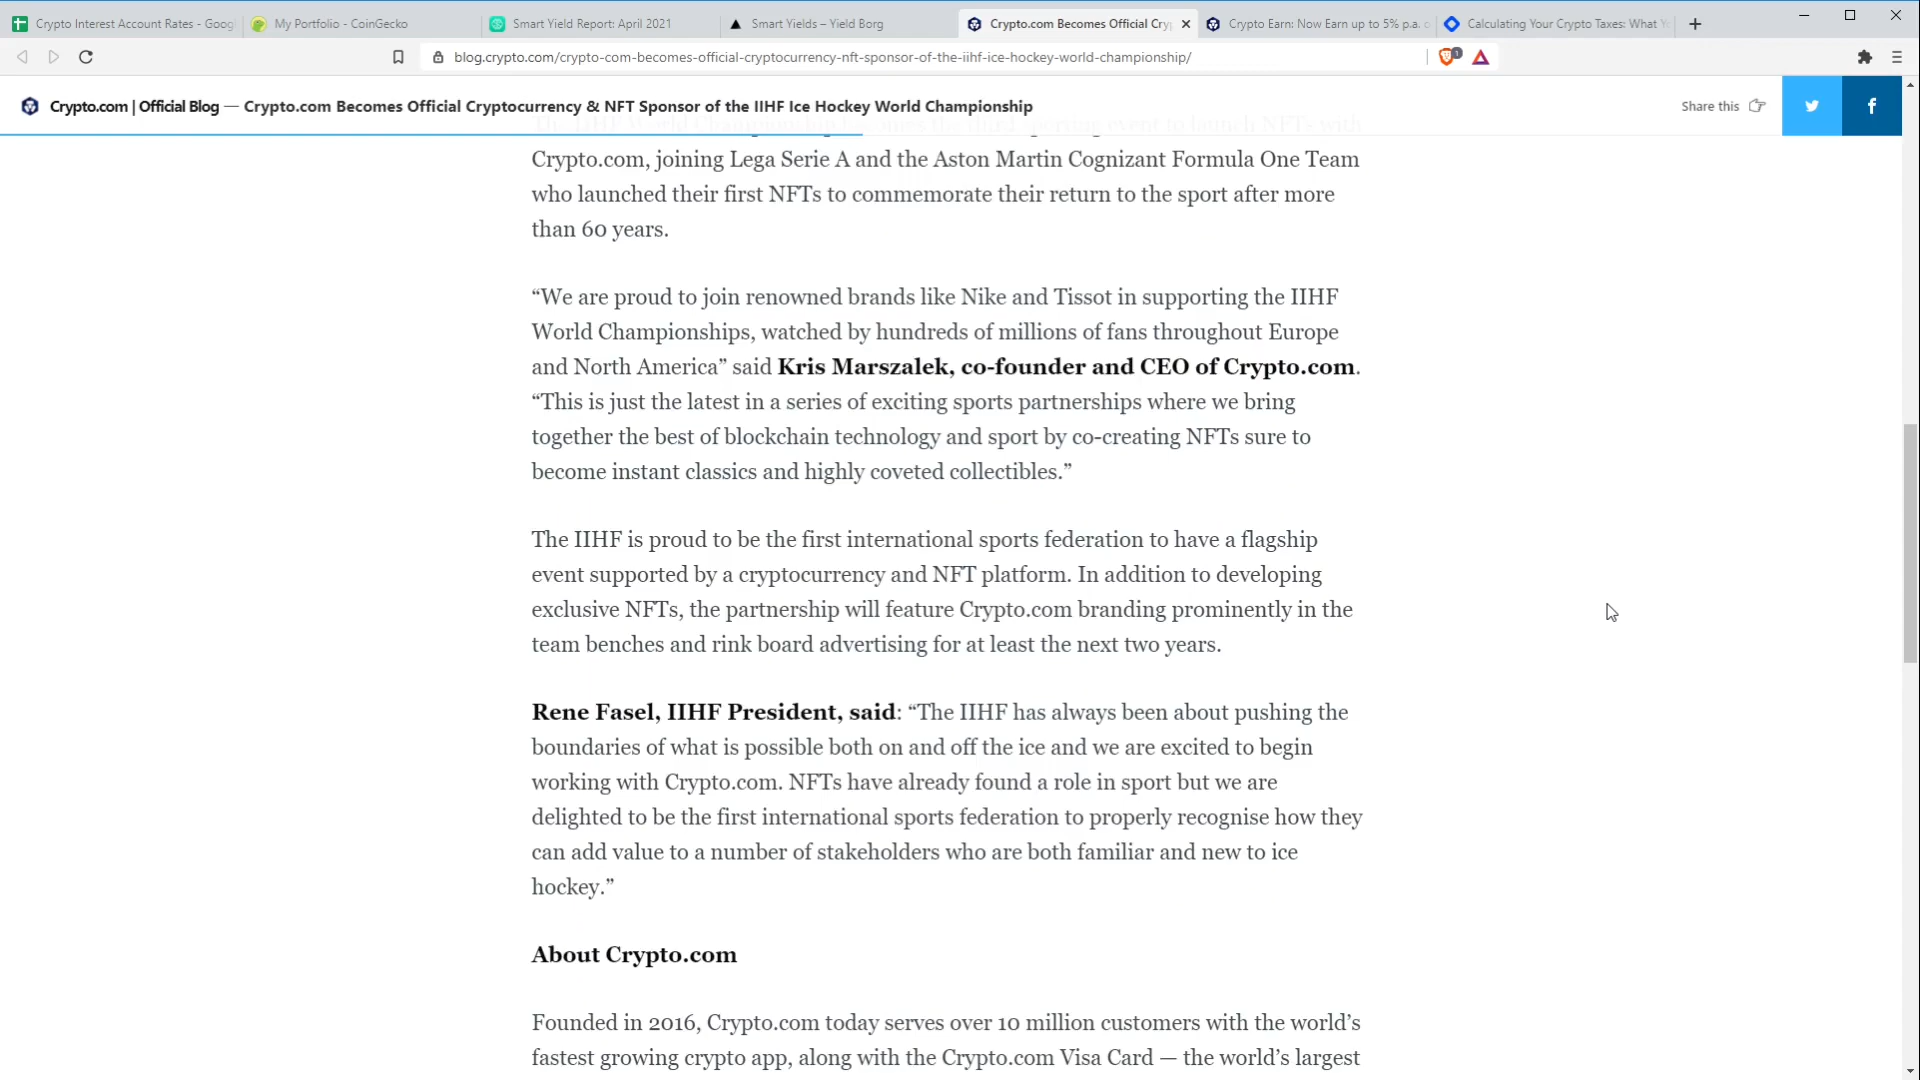 Crypto Interest Account Rates - Goog
My Portfolio - CoinGecko
Smart Yield Report: April 2021
Smart Yields – Yield Borg
Crypto.com Becomes Official Cry
Crypto Earn: Now Earn up to 5% p.a. o
Calculating Your Crypto Taxes: What Y
blog.crypto.com/crypto-com-becomes-official-cryptocurrency-nft-sponsor-of-the-iihf-ice-hockey-world-championship/
1
Crypto.com | Official Blog — Crypto.com Becomes Official Cryptocurrency & NFT Sponsor of the IIHF Ice Hockey World Championship
Share this
The IIHF World Championship becomes the third sporting event to launch NFTs with
Crypto.com, joining Lega Serie A and the Aston Martin Cognizant Formula One Team
who launched their first NFTs to commemorate their return to the sport after more
than 60 years.
“We are proud to join renowned brands like Nike and Tissot in supporting the IIHF
World Championships, watched by hundreds of millions of fans throughout Europe
and North America” said Kris Marszalek, co-founder and CEO of Crypto.com.
“This is just the latest in a series of exciting sports partnerships where we bring
together the best of blockchain technology and sport by co-creating NFTs sure to
become instant classics and highly coveted collectibles.”
The IIHF is proud to be the first international sports federation to have a flagship
event supported by a cryptocurrency and NFT platform. In addition to developing
exclusive NFTs, the partnership will feature Crypto.com branding prominently in the
team benches and rink board advertising for at least the next two years.
Rene Fasel, IIHF President, said: “The IIHF has always been about pushing the
boundaries of what is possible both on and off the ice and we are excited to begin
working with Crypto.com. NFTs have already found a role in sport but we are
delighted to be the first international sports federation to properly recognise how they
can add value to a number of stakeholders who are both familiar and new to ice
hockey.”
About Crypto.com
Founded in 2016, Crypto.com today serves over 10 million customers with the world’s
fastest growing crypto app, along with the Crypto.com Visa Card — the world’s largest